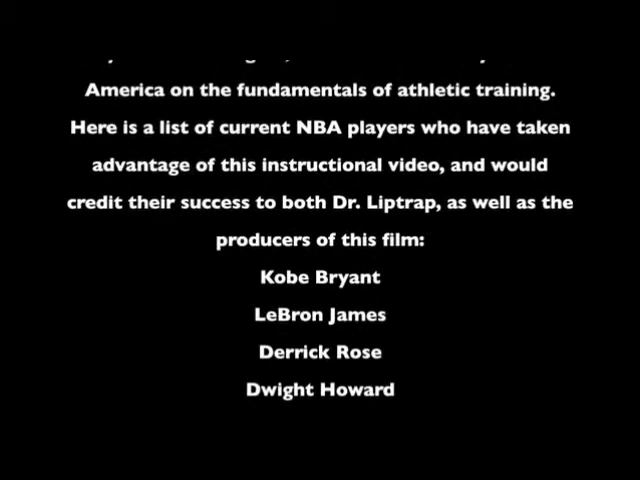 America on the fundamentals of athletic training.
Here is a list of current NBA players who have taken
advantage of this instructional video, and would
credit their success to both Dr. Liptrap, as well as the
producers of this film:
Kobe Bryant
LeBron James
Derrick Rose
Dwight Howard